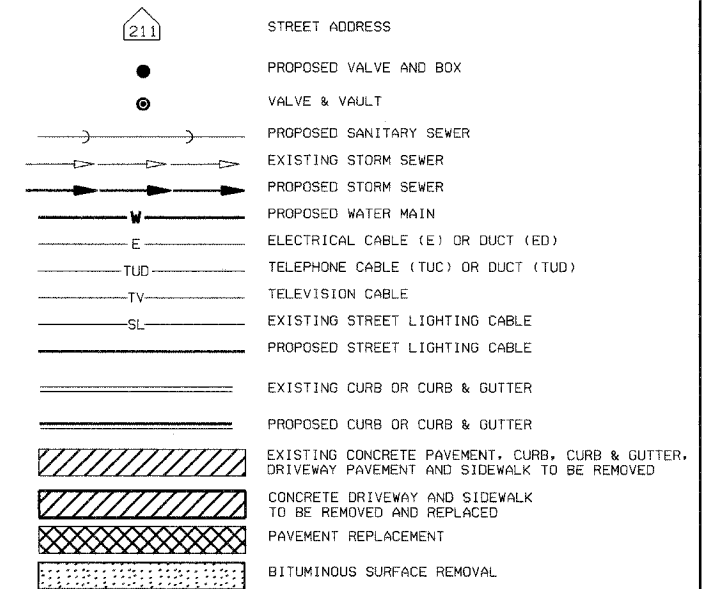 211 STREET ADDRESS
PROPOSED VALVE AND BOX
VALVE & VAULT
PROPOSED SANITARY SEWER
EXISTING STORM SEWER
PROPOSED STORM SEWER
W PROPOSED WATER MAIN
E ELECTRICAL CABLE (E) OR DUCT (ED)
TUD TELEPHONE CABLE (TUC) OR DUCT (TUD)
TV TELEVISION CABLE
SL EXISTING STREET LIGHTING CABLE
PROPOSED STREET LIGHTING CABLE
EXISTING CURB OR CURB & GUTTER
PROPOSED CURB OR CURB & GUTTER
EXISTING CONCRETE PAVEMENT, CURB, CURB & GUTTER,
DRIVEWAY PAVEMENT AND SIDEWALK TO BE REMOVED
CONCRETE DRIVEWAY AND SIDEWALK
TO BE REMOVED AND REPLACED
PAVEMENT REPLACEMENT
BITUMINOUS SURFACE REMOVAL